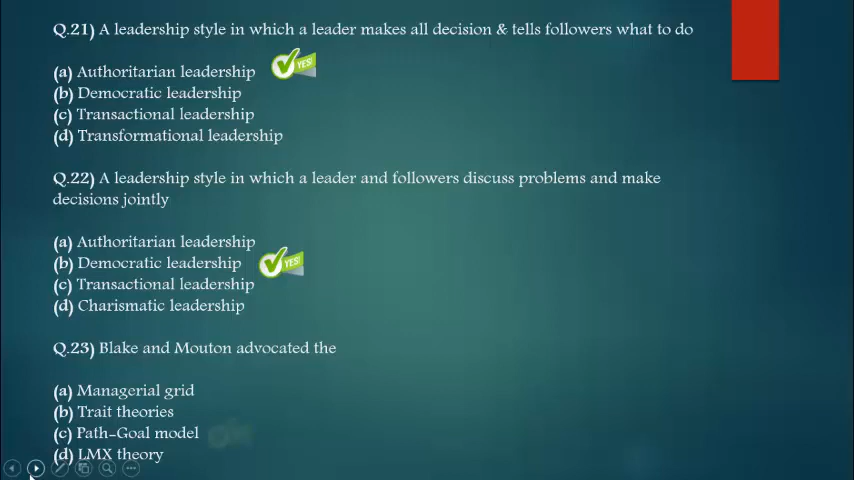 Q.21) A leadership style in which a leader makes all decision & tells followers what to do
(a) Authoritarian leadership YES!
(b) Democratic leadership
(c) Transactional leadership
(d) Transformational leadership
Q.22) A leadership style in which a leader and followers discuss problems and make
decisions jointly
(a) Authoritarian leadership
(b) Democratic leadership YES!
(c) Transactional leadership
(d) Charismatic leadership
Q.23) Blake and Mouton advocated the
(a) Managerial grid
(b) Trait theories
(c) Path-Goal model
(d) LMX theory